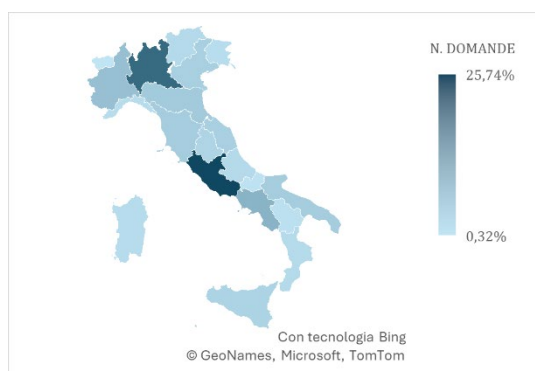 N. DOMANDE
25,74%
0,32%
Con tecnologia Bing
© GeoNames, Microsoft, TomTom